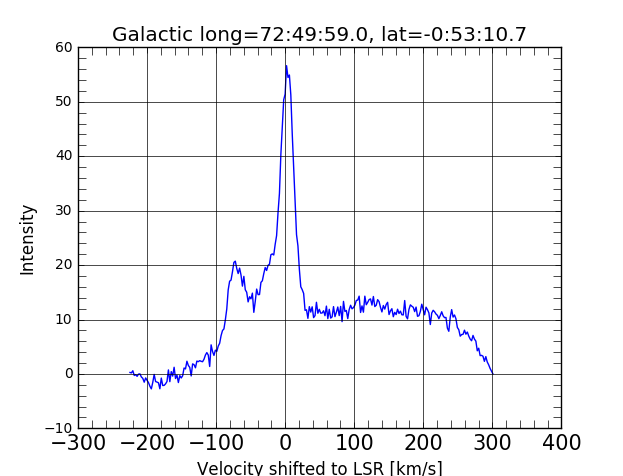 Galactic long=72:49:59.0, lat=-0:53:10.7
60
50
40
30
20
10
0
−10
Intensity
−300 −200 −100 0 100 200 300 400
Velocity shifted to LSR [km/s]